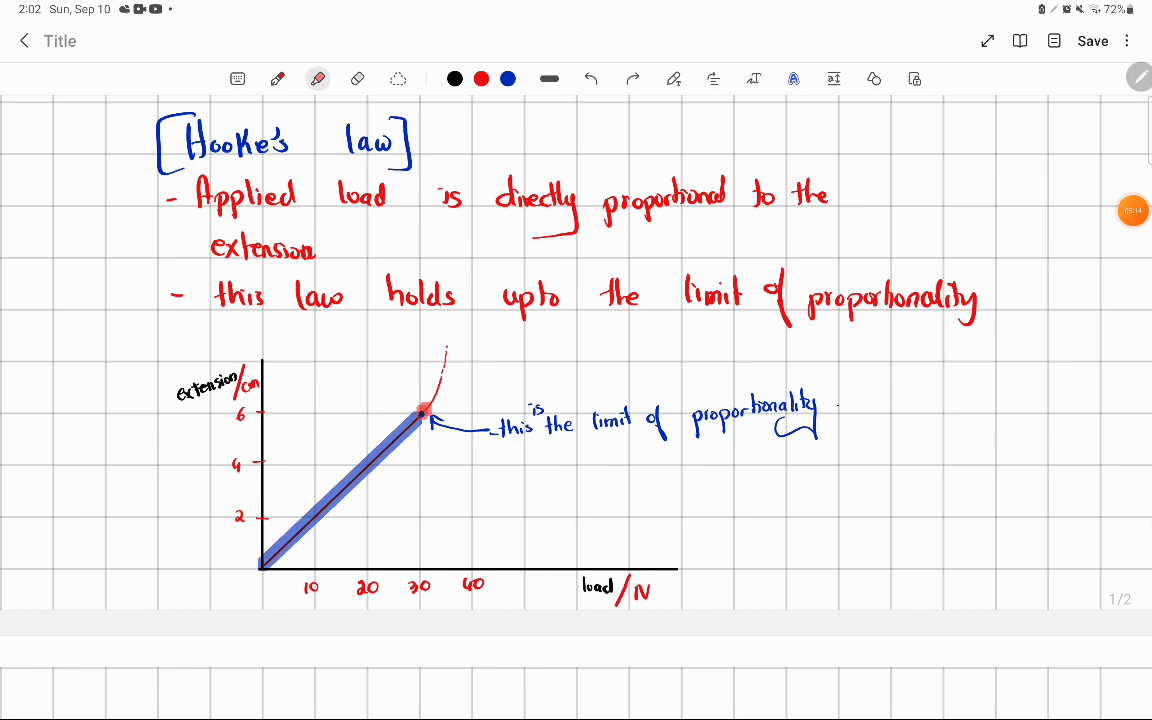 2:02 Sun, Sep 10
72%
Title
Save
[Hooke's law]
- Applied load is directly proportional to the
extension
- this law holds upto the limit of proportionality
05:14
extension/cm
6
4
2
this is the limit of proportionality
10 20 30 40 load/N
1/2